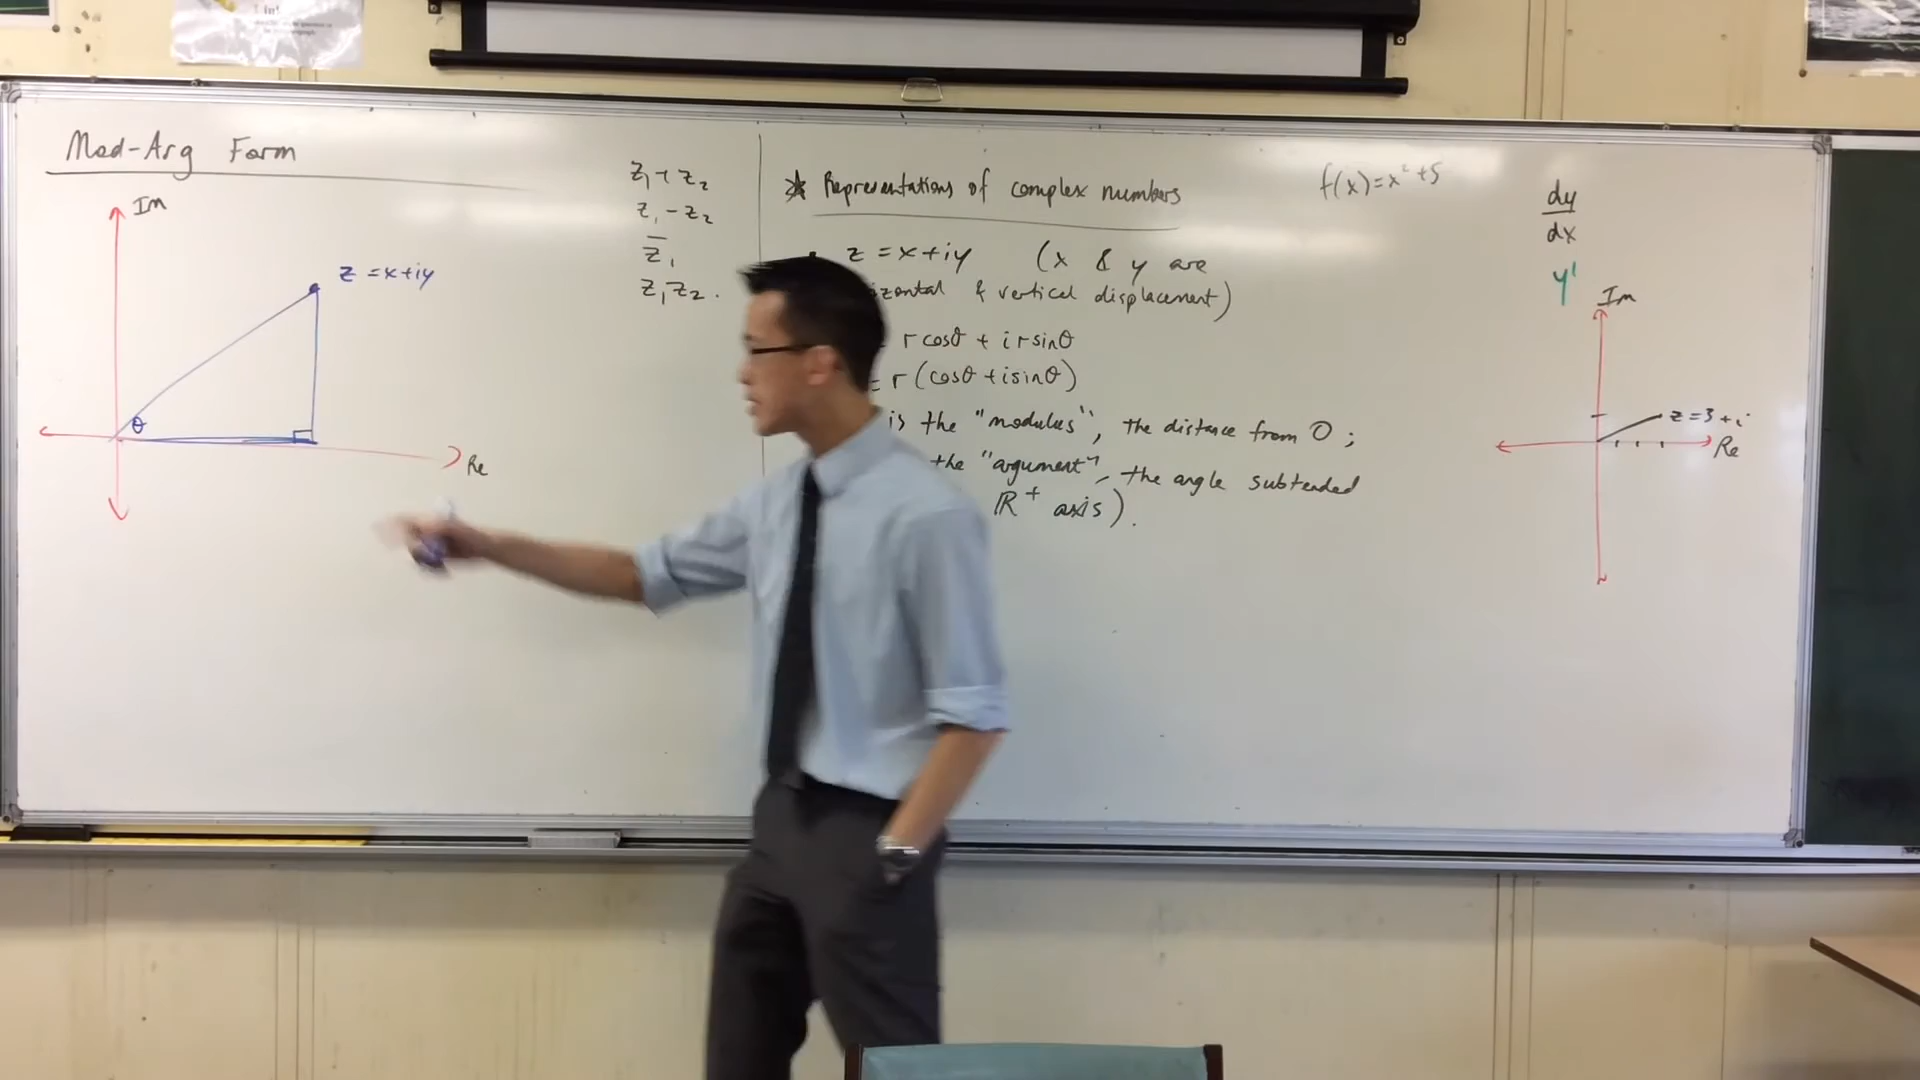 Mod-Arg Form
Im
z = x+iy
θ
Re
z₁ + z₂
z₁ - z₂
z̅₁
z₁z₂.
★ Representations of complex numbers
z = x+iy (x & y are
zontal & vertical displacement)
r cosθ + i r sinθ
= r (cosθ + i sinθ)
is the "modulus", the distance from O;
the "argument", the angle subtended
ℝ⁺ axis).
f(x) = x² + 5
dy
dx
y'
Im
z = 3 + i
Re